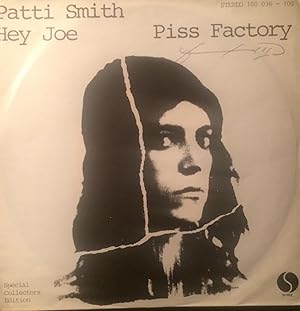 Patti Smith
Hey Joe
Piss Factory
STEREO 100 036 - 100
Special
Collectors
Edition